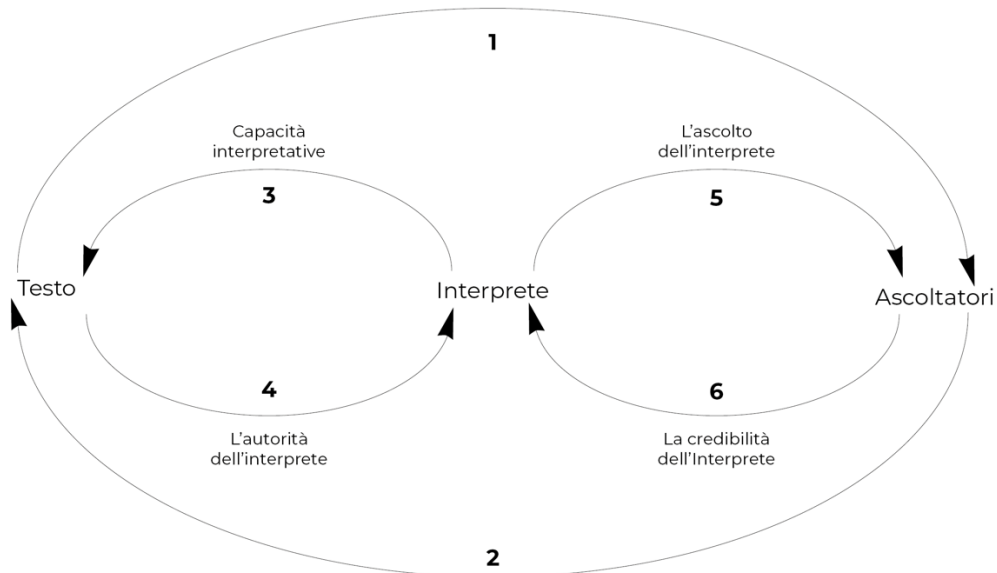 1
Capacità
interpretative
L'ascolto
dell'interprete
3
5
Testo
Interprete
Ascoltatori
4
6
L'autorità
dell'interprete
La credibilità
dell'Interprete
2